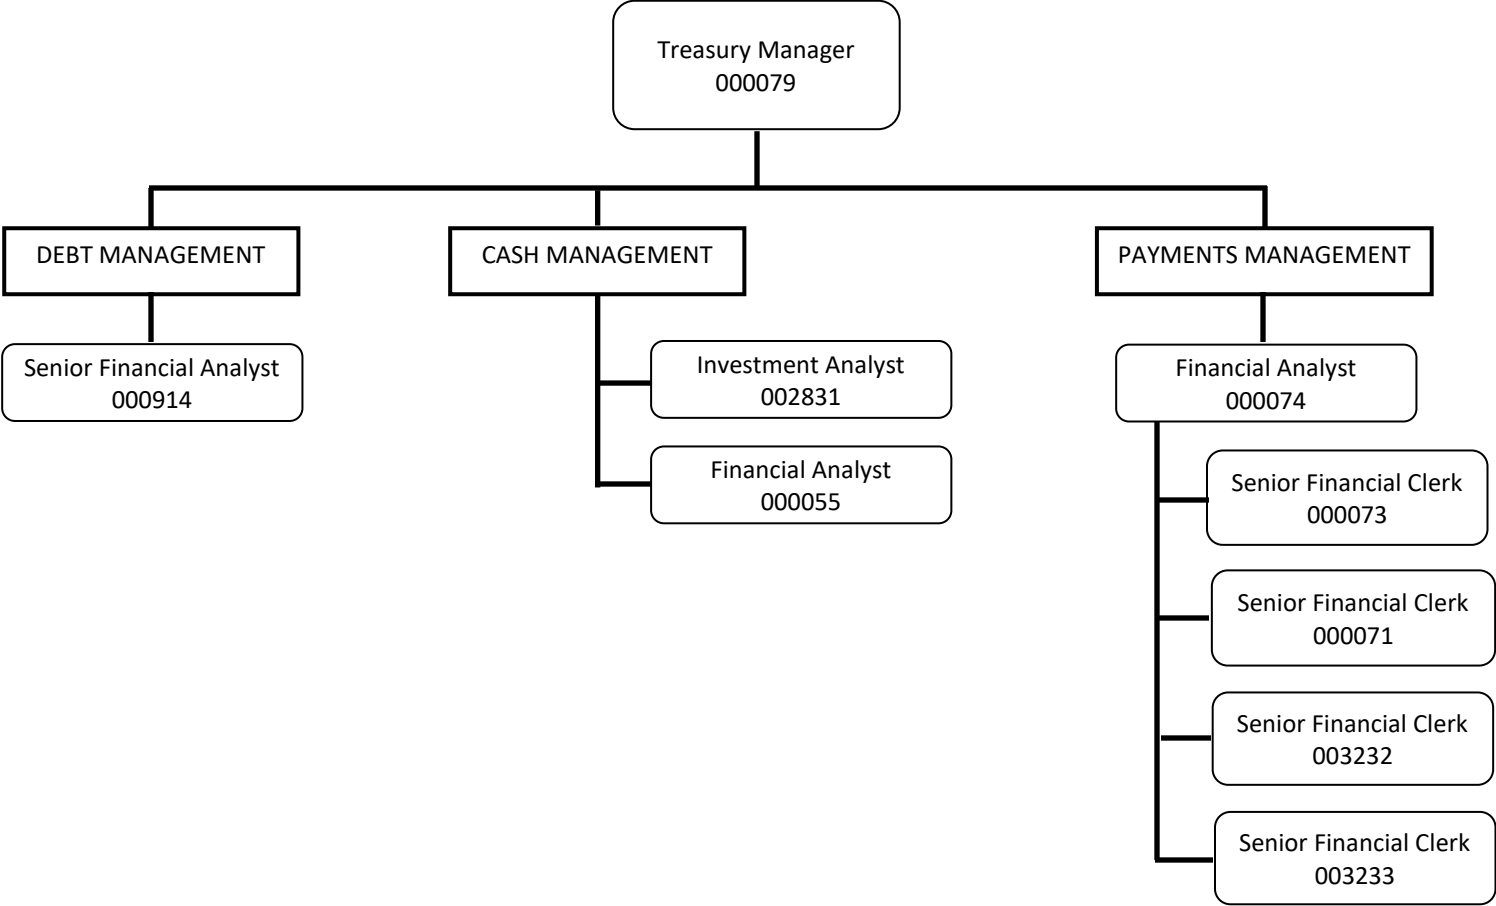 Treasury Manager
000079
DEBT MANAGEMENT
CASH MANAGEMENT
PAYMENTS MANAGEMENT
Senior Financial Analyst
000914
Investment Analyst
002831
Financial Analyst
000055
Financial Analyst
000074
Senior Financial Clerk
000073
Senior Financial Clerk
000071
Senior Financial Clerk
003232
Senior Financial Clerk
003233